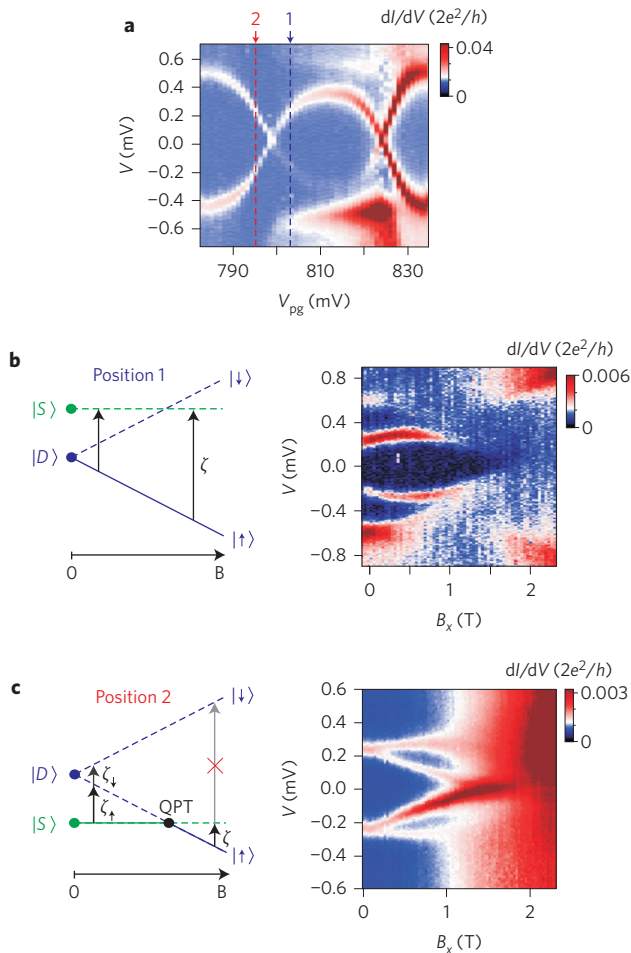 a
2 1
dI/dV (2e²/h)
0.04
0
V (mV)
0.6
0.4
0.2
0.0
−0.2
−0.4
−0.6
790 810 830
V_pg (mV)
b
Position 1
|↓⟩
|S⟩
|D⟩
ζ
|↑⟩
0 B
dI/dV (2e²/h)
0.006
0
V (mV)
0.8
0.4
0.0
−0.4
−0.8
0 1 2
B_x (T)
c
Position 2
|↓⟩
|D⟩
ζ↓
ζ↑
QPT
|S⟩
ζ
|↑⟩
0 B
dI/dV (2e²/h)
0.003
0
V (mV)
0.6
0.4
0.2
0.0
−0.2
−0.4
−0.6
0 1 2
B_x (T)